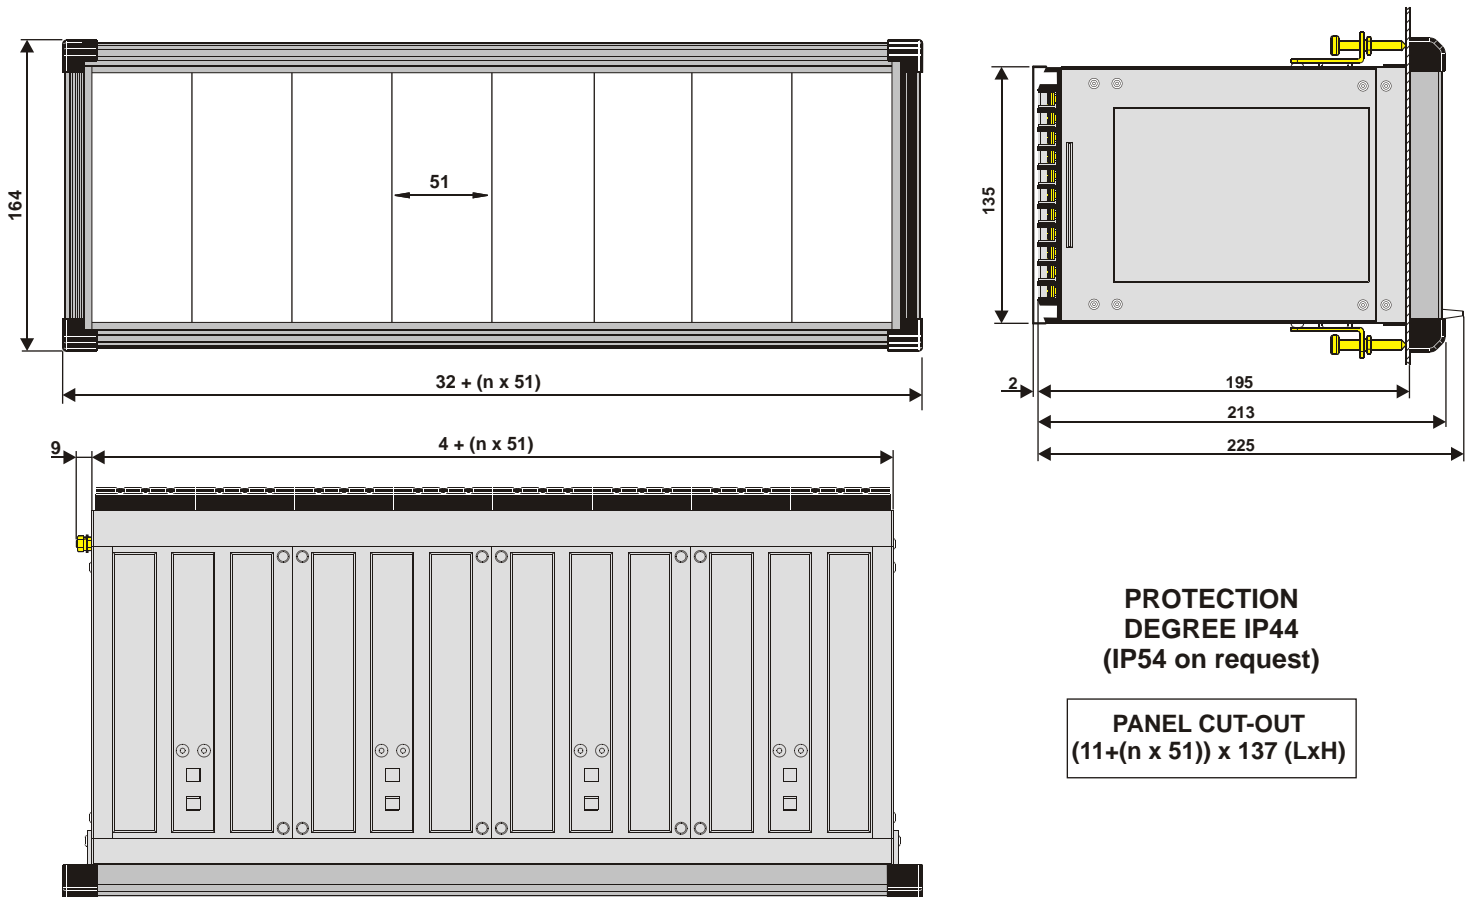 164
51
32 + (n x 51)
135
2
195
213
225
9
4 + (n x 51)
PROTECTION
DEGREE IP44
(IP54 on request)
PANEL CUT-OUT
(11+(n x 51)) x 137 (LxH)